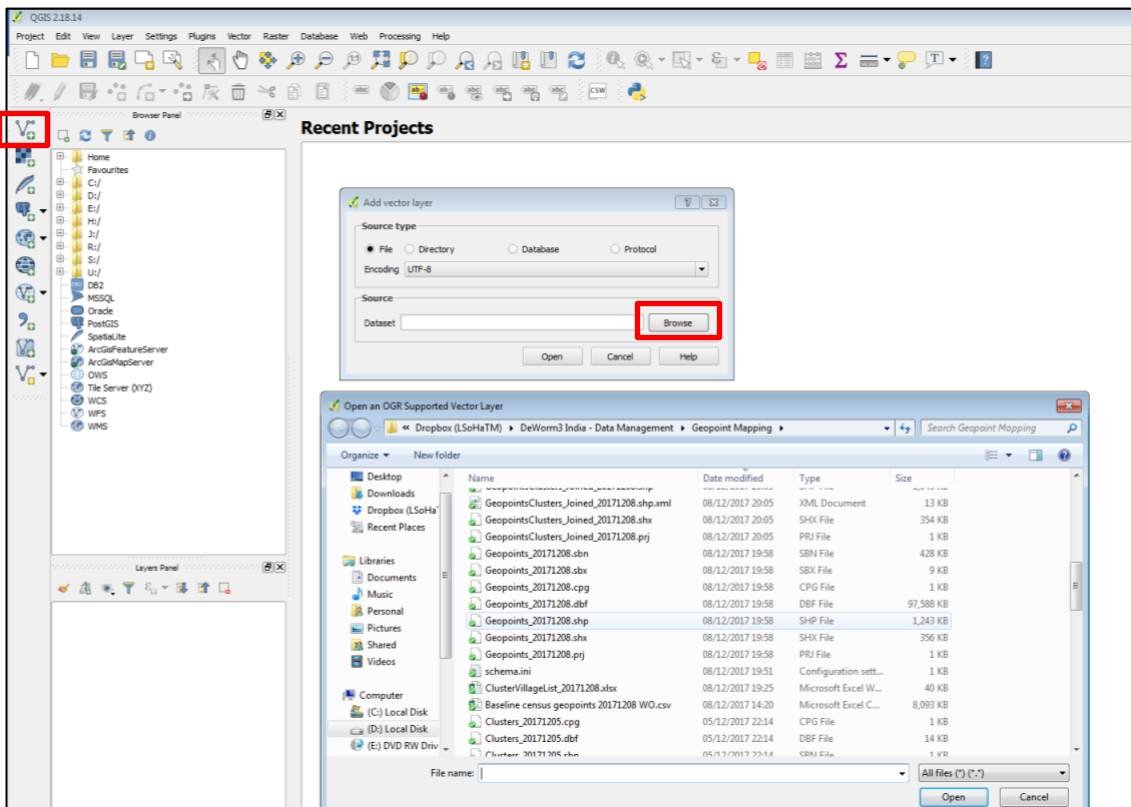 QGIS 2.18.14
Project Edit View Layer Settings Plugins Vector Raster Database Web Processing Help
Browser Panel
Home
Favourites
C:/
D:/
E:/
H:/
J:/
R:/
S:/
U:/
DB2
MSSQL
Oracle
PostGIS
SpatiaLite
ArcGisFeatureServer
ArcGisMapServer
OWS
Tile Server (XYZ)
WCS
WFS
WMS
Layers Panel
Recent Projects
Add vector layer
Source type
File Directory Database Protocol
Encoding UTF-8
Source
Dataset Browse
Open Cancel Help
Open an OGR Supported Vector Layer
« Dropbox (LSoHaTM) Deworm3 India - Data Management Geopoint Mapping Search Geopoint Mapping
Organize New folder
Desktop
Downloads
Dropbox (LSoHaT
Recent Places
Libraries
Documents
Music
Personal
Pictures
Shared
Videos
Computer
(C:) Local Disk
(D:) Local Disk
(E:) DVD RW Driv
Name Date modified Type Size
GeopointsClusters_Joined_20171208.shp.xml 08/12/2017 20:05 XML Document 13 KB
GeopointsClusters_Joined_20171208.shx 08/12/2017 20:05 SHX File 354 KB
GeopointsClusters_Joined_20171208.prj 08/12/2017 20:05 PRJ File 1 KB
Geopoints_20171208.sbn 08/12/2017 19:58 SBN File 428 KB
Geopoints_20171208.sbx 08/12/2017 19:58 SBX File 9 KB
Geopoints_20171208.cpg 08/12/2017 19:58 CPG File 1 KB
Geopoints_20171208.dbf 08/12/2017 19:58 DBF File 97,588 KB
Geopoints_20171208.shp 08/12/2017 19:58 SHP File 1,243 KB
Geopoints_20171208.shx 08/12/2017 19:58 SHX File 356 KB
Geopoints_20171208.prj 08/12/2017 19:58 PRJ File 1 KB
schema.ini 08/12/2017 19:51 Configuration sett... 1 KB
ClusterVillageList_20171208.xlsx 08/12/2017 19:25 Microsoft Excel W... 40 KB
Baseline census geopoints 20171208 WO.csv 08/12/2017 14:20 Microsoft Excel C... 8,093 KB
Clusters_20171205.cpg 05/12/2017 22:14 CPG File 1 KB
Clusters_20171205.dbf 05/12/2017 22:14 DBF File 14 KB
Clusters_20171205.sbn 05/12/2017 22:14 SBN File 1 KB
File name: All files (*) (*.*)
Open Cancel